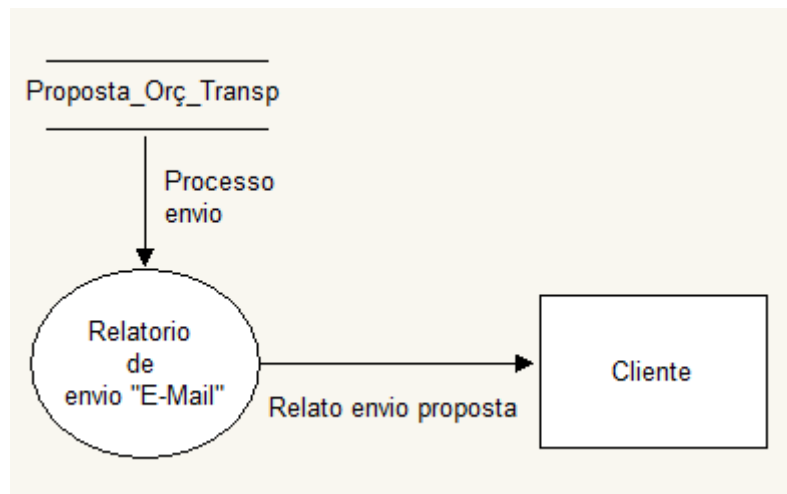 Proposta_Orç_Transp
Processo
envio
Relatorio
de
envio "E-Mail"
Relato envio proposta
Cliente